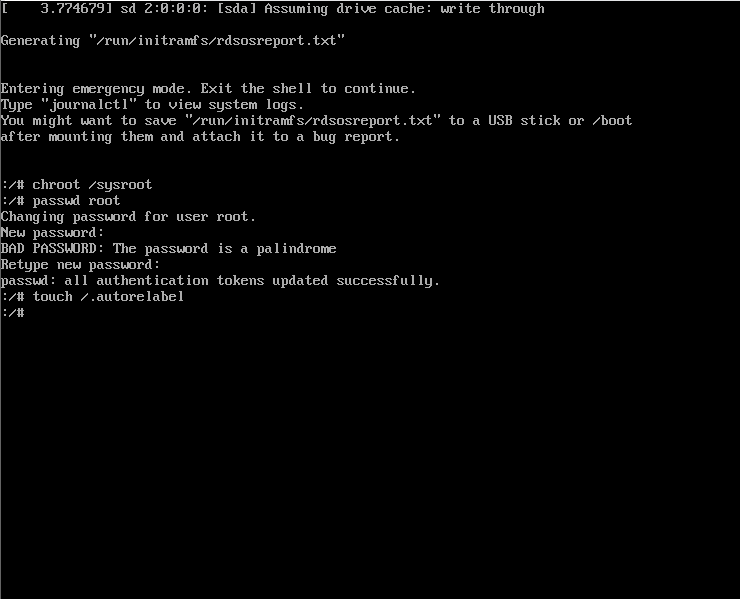 [    3.774679] sd 2:0:0:0: [sda] Assuming drive cache: write through
Generating "/run/initramfs/rdsosreport.txt"
Entering emergency mode. Exit the shell to continue.
Type "journalctl" to view system logs.
You might want to save "/run/initramfs/rdsosreport.txt" to a USB stick or /boot
after mounting them and attach it to a bug report.
:/# chroot /sysroot
:/# passwd root
Changing password for user root.
New password:
BAD PASSWORD: The password is a palindrome
Retype new password:
passwd: all authentication tokens updated successfully.
:/# touch /.autorelabel
:/#